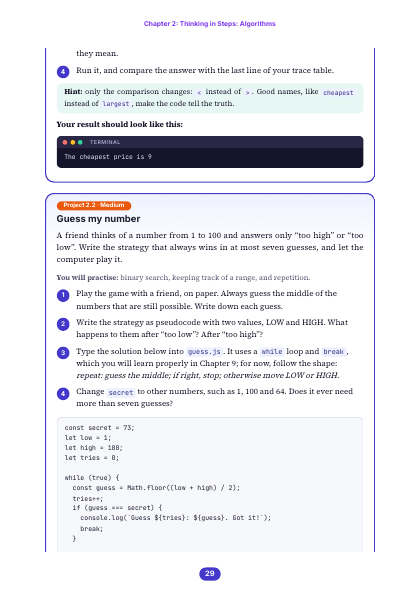 Chapter 2: Thinking in Steps: Algorithms
they mean.
4 Run it, and compare the answer with the last line of your trace table.
Hint: only the comparison changes: < instead of >. Good names, like cheapest
instead of largest, make the code tell the truth.
Your result should look like this:
TERMINAL
The cheapest price is 9
Project 2.2 · Medium
Guess my number
A friend thinks of a number from 1 to 100 and answers only “too high” or “too
low”. Write the strategy that always wins in at most seven guesses, and let the
computer play it.
You will practise: binary search, keeping track of a range, and repetition.
1 Play the game with a friend, on paper. Always guess the middle of the
numbers that are still possible. Write down each guess.
2 Write the strategy as pseudocode with two values, LOW and HIGH. What
happens to them after “too low”? After “too high”?
3 Type the solution below into guess.js. It uses a while loop and break,
which you will learn properly in Chapter 9; for now, follow the shape:
repeat: guess the middle; if right, stop; otherwise move LOW or HIGH.
4 Change secret to other numbers, such as 1, 100 and 64. Does it ever need
more than seven guesses?
const secret = 73;
let low = 1;
let high = 100;
let tries = 0;
while (true) {
const guess = Math.floor((low + high) / 2);
tries++;
if (guess === secret) {
console.log(`Guess ${tries}: ${guess}. Got it!`);
break;
}
29